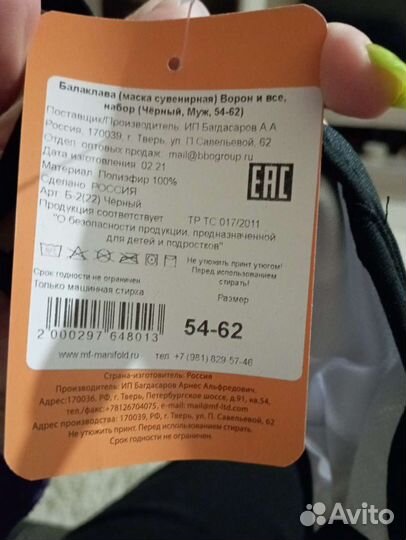 Балаклава (маска сувенирная) Ворон и все,
набор (Чёрный, Муж, 54-62)
Поставщик/Производитель: ИП Багдасаров А.А
Россия, 170039, г. Тверь, ул П. Савельевой, 62
Отдел оптовых продаж: mail@bbogroup.ru
Дата изготовления 02.21
Материал: Полиэфир 100%
Сделано: РОССИЯ
Арт. Б-2(22) Чёрный
EAC
Продукция соответствует ТР ТС 017/2011
"О безопасности продукции, предназначенной
для детей и подростков"
Не утюжить принт утюгом!
Перед использованием
стирать!
Срок годности не ограничен
Только машинная стирка
Размер
54-62
2 000297 648013
www.mf-manifold.ru тел. +7 (981) 829-57-46
Страна-изготовитель: Россия
Производитель: ИП Багдасаров Арнес Альфредович.
Адрес:170036, РФ, г. Тверь, Петербургское шоссе, д.91, кв.54,
тел./факс: +78126704075, e-mail: mail@mf-ltd.com
Адрес производства: 170039, РФ, г. Тверь, ул. П. Савельевой, 62
Не утюжить принт. Перед использованием стирать.
Срок годности не ограничен.
Avito